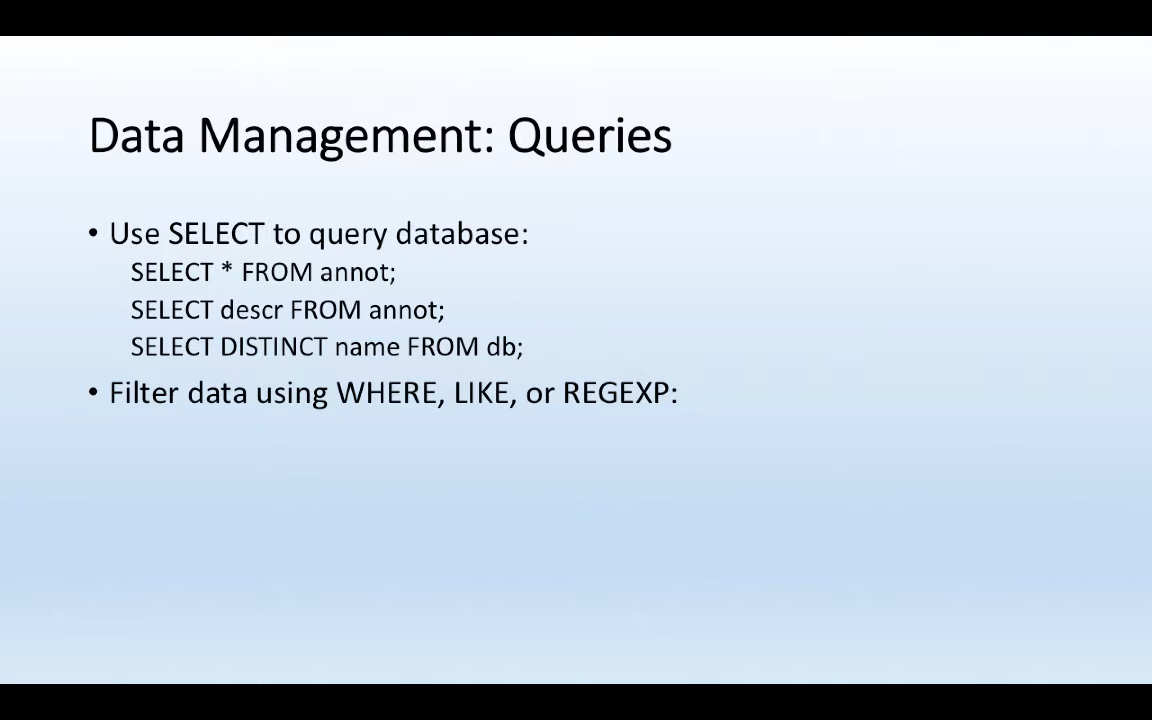 Data Management: Queries
• Use SELECT to query database:
SELECT * FROM annot;
SELECT descr FROM annot;
SELECT DISTINCT name FROM db;
• Filter data using WHERE, LIKE, or REGEXP: